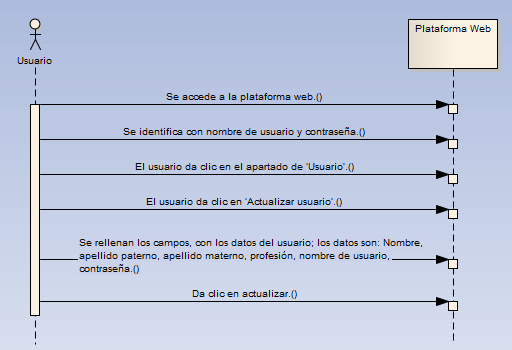 Plataforma Web
Usuario
Se accede a la plataforma web.()
Se identifica con nombre de usuario y contraseña.()
El usuario da clic en el apartado de 'Usuario'.()
El usuario da clic en 'Actualizar usuario'.()
Se rellenan los campos, con los datos del usuario; los datos son: Nombre,
apellido paterno, apellido materno, profesión, nombre de usuario,
contraseña.()
Da clic en actualizar.()